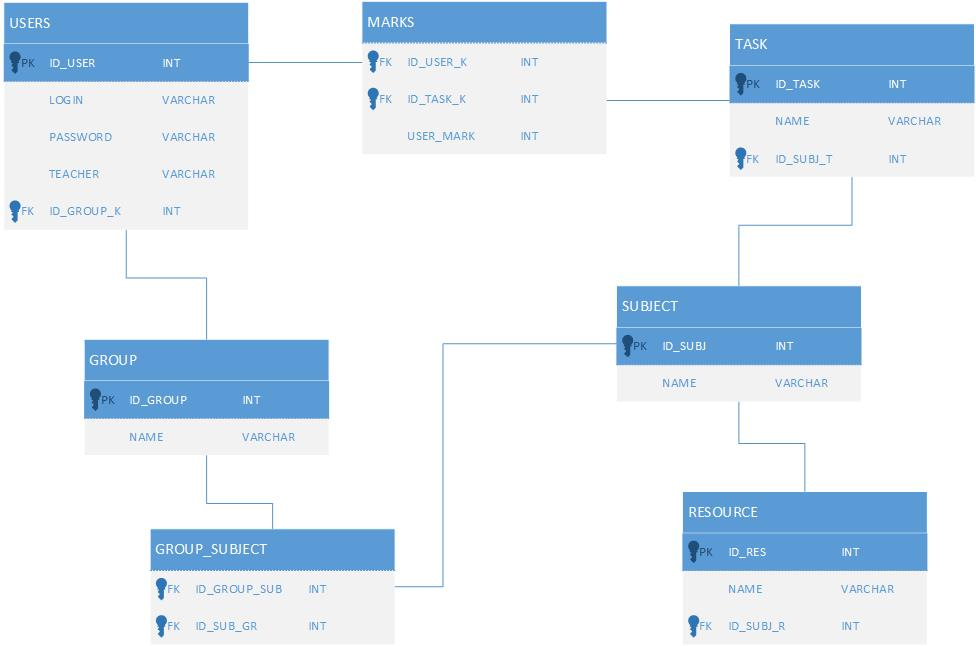 USERS
PK ID_USER INT
LOGIN VARCHAR
PASSWORD VARCHAR
TEACHER VARCHAR
FK ID_GROUP_K INT
MARKS
FK ID_USER_K INT
FK ID_TASK_K INT
USER_MARK INT
TASK
PK ID_TASK INT
NAME VARCHAR
FK ID_SUBJ_T INT
SUBJECT
PK ID_SUBJ INT
NAME VARCHAR
GROUP
PK ID_GROUP INT
NAME VARCHAR
GROUP_SUBJECT
FK ID_GROUP_SUB INT
FK ID_SUB_GR INT
RESOURCE
PK ID_RES INT
NAME VARCHAR
FK ID_SUBJ_R INT